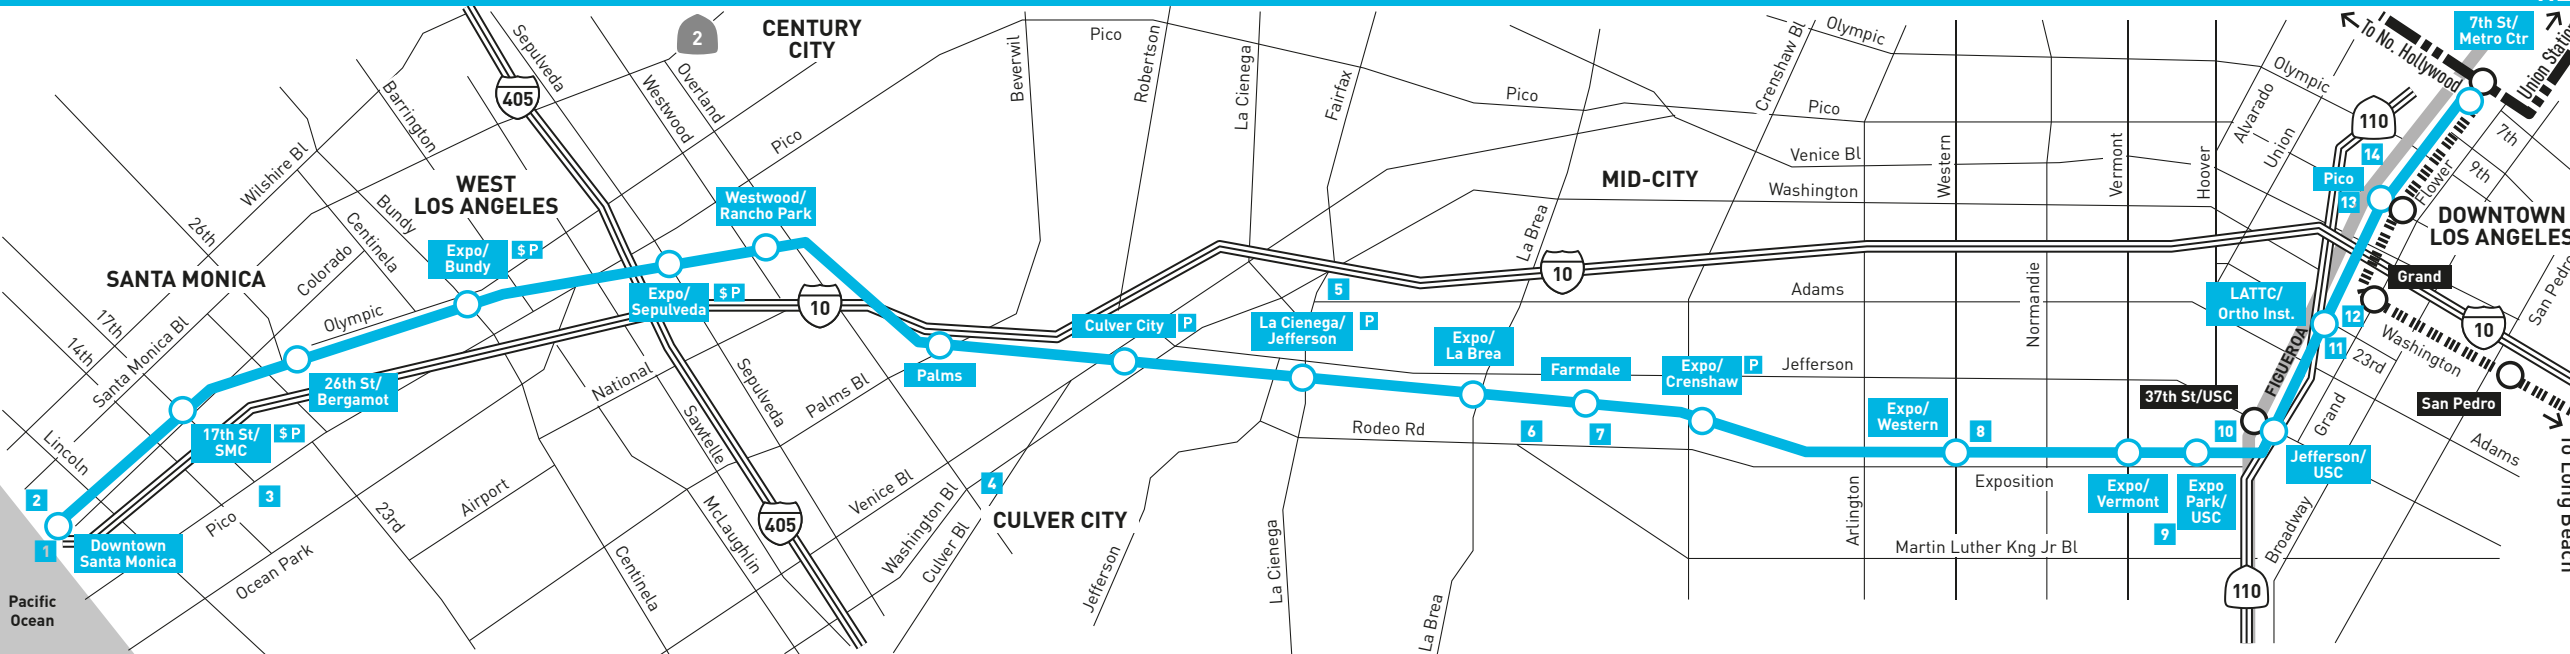 CENTURY
CITY
2
Sepulveda
405
Barrington
Westwood
Overland
Pico
Beverwil
Pico
Robertson
La Cienega
Fairfax
Pico
Crenshaw Bl
Olympic
Pico
Venice Bl
Washington
MID-CITY
La Brea
Western
Vermont
Hoover
Normandie
Alvarado
Union
Olympic
To No. Hollywood
7th St/
Metro Ctr
Union Station
110
14
Pico
13
Flower
7th
9th
DOWNTOWN
LOS ANGELES
San Pedro
Grand
10
Wilshire Bl
26th
WEST
LOS ANGELES
Bundy
Centinela
Colorado
SANTA MONICA
17th
14th
Santa Monica Bl
Olympic
Expo/
Bundy
$ P
Westwood/
Rancho Park
Expo/
Sepulveda
$ P
10
10
5
Adams
Culver City
P
La Cienega/
Jefferson
P
Expo/
La Brea
Farmdale
Expo/
Crenshaw
P
Jefferson
LATTC/
Ortho Inst.
12
11
23rd
Washington
FIGUEROA
Grand
San Pedro
Adams
To Long Beach
Palms
26th St/
Bergamot
17th St/
SMC
$ P
Lincoln
2
1
Downtown
Santa Monica
Pico
3
Ocean Park
23rd
Airport
National
Sawtelle
Sepulveda
Palms Bl
McLaughlin
405
Centinela
Venice Bl
Washington Bl
Culver Bl
4
CULVER CITY
Jefferson
La Cienega
La Brea
Rodeo Rd
6
7
Expo/
Western
8
Arlington
Exposition
Martin Luther Kng Jr Bl
Expo/
Vermont
Expo
Park/
USC
9
10
37th St/USC
Jefferson/
USC
Broadway
110
Pacific
Ocean